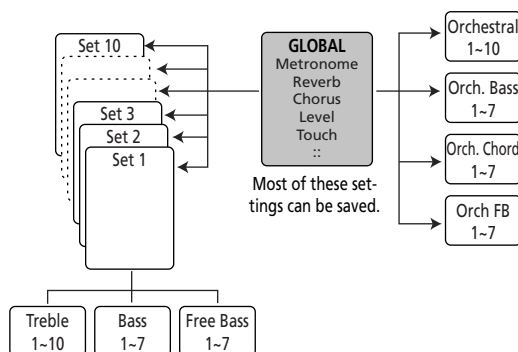 Set 10
Set 3
Set 2
Set 1
Treble
1~10
Bass
1~7
Free Bass
1~7
GLOBAL
Metronome
Reverb
Chorus
Level
Touch
::
Most of these set-
tings can be saved.
Orchestral
1~10
Orch. Bass
1~7
Orch. Chord
1~7
Orch FB
1~7